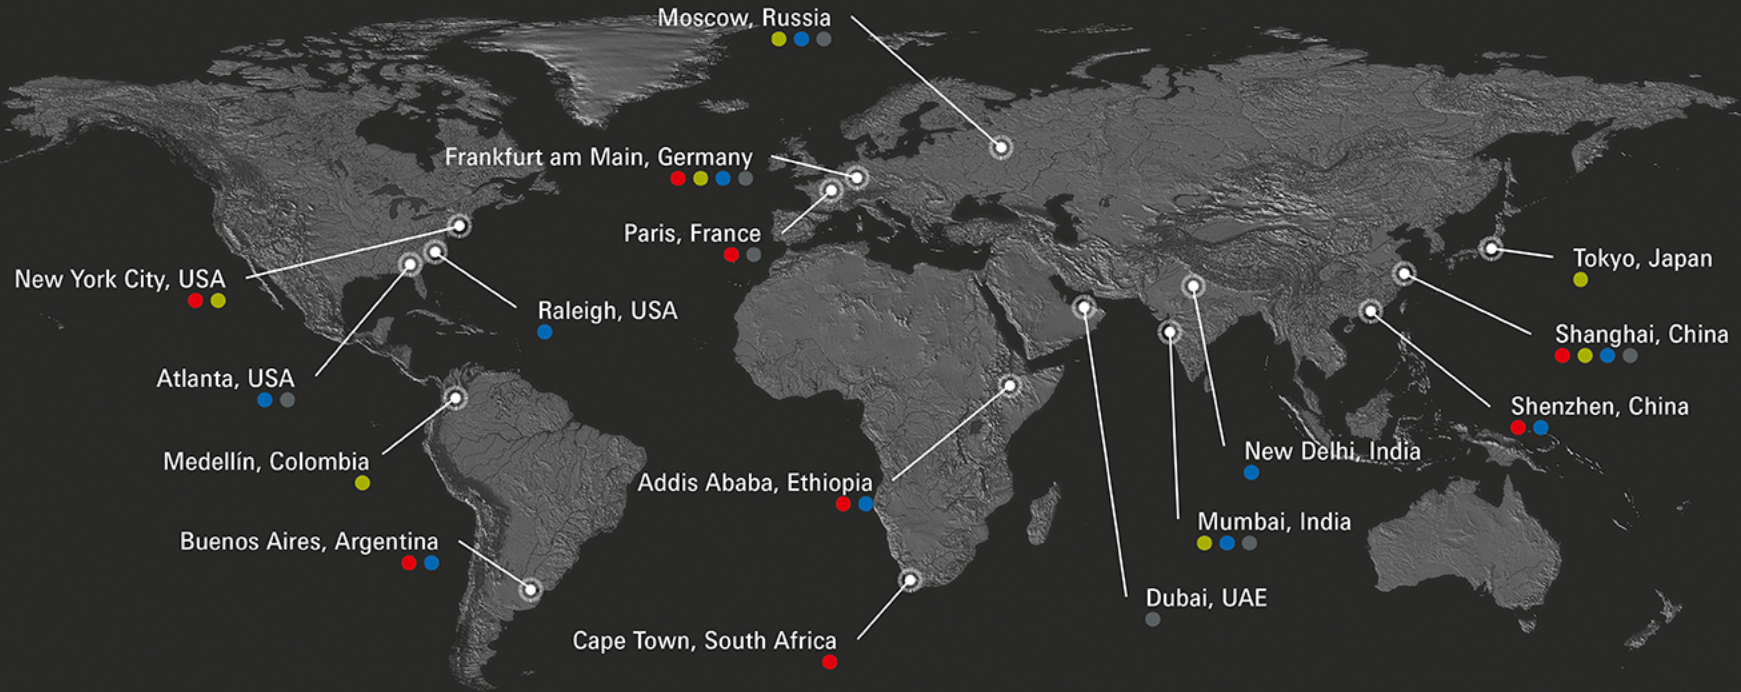 Moscow, Russia
Frankfurt am Main, Germany
Paris, France
New York City, USA
Tokyo, Japan
Raleigh, USA
Shanghai, China
Atlanta, USA
Shenzhen, China
New Delhi, India
Medellín, Colombia
Addis Ababa, Ethiopia
Mumbai, India
Buenos Aires, Argentina
Dubai, UAE
Cape Town, South Africa